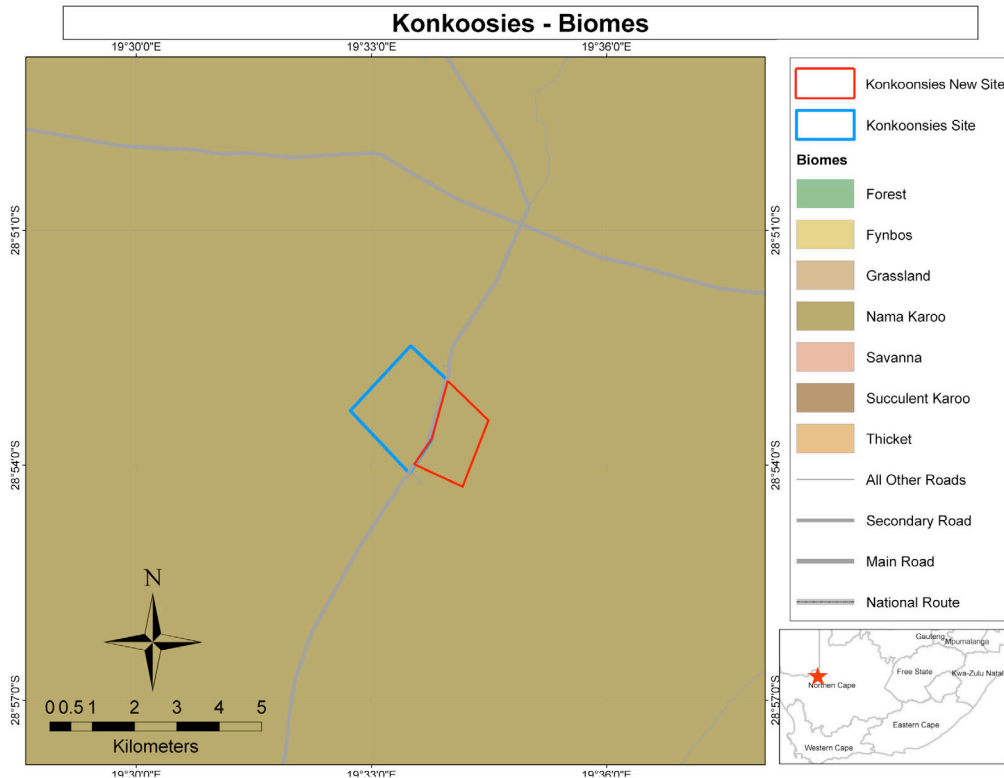 Konkoosies - Biomes
19°30'0"E
19°33'0"E
19°36'0"E
28°51'0"S
28°51'0"S
28°54'0"S
28°54'0"S
28°57'0"S
28°57'0"S
N
0 0.5 1 2 3 4 5
Kilometers
19°30'0"E
19°33'0"E
19°36'0"E
Konkoonsies New Site
Konkoonsies Site
Biomes
Forest
Fynbos
Grassland
Nama Karoo
Savanna
Succulent Karoo
Thicket
All Other Roads
Secondary Road
Main Road
National Route
Gauteng
Mpumalanga
Free State
Kwa-Zulu Natal
Northen Cape
Eastern Cape
Western Cape